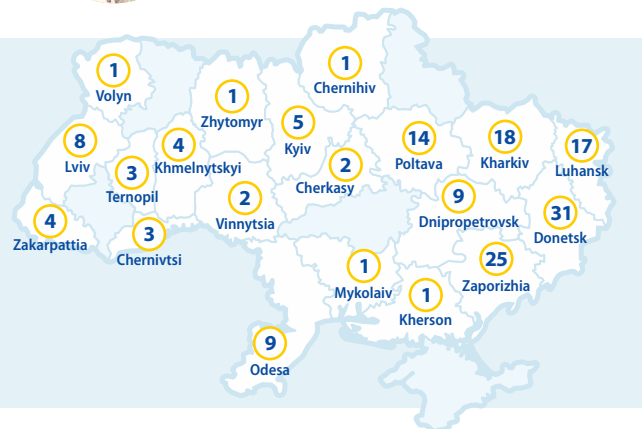 1
Volyn
1
Chernihiv
1
Zhytomyr
5
Kyiv
8
Lviv
4
Khmelnytskyi
3
Ternopil
2
Cherkasy
14
Poltava
18
Kharkiv
17
Luhansk
4
Zakarpattia
3
Chernivtsi
2
Vinnytsia
9
Dnipropetrovsk
31
Donetsk
1
Mykolaiv
25
Zaporizhia
1
Kherson
9
Odesa